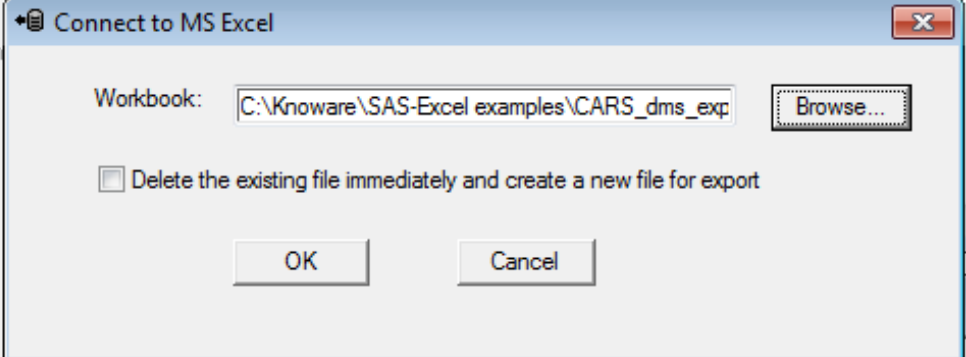 Connect to MS Excel
Workbook: C:\Knoware\SAS-Excel examples\CARS_dms_exp Browse...
Delete the existing file immediately and create a new file for export
OK Cancel